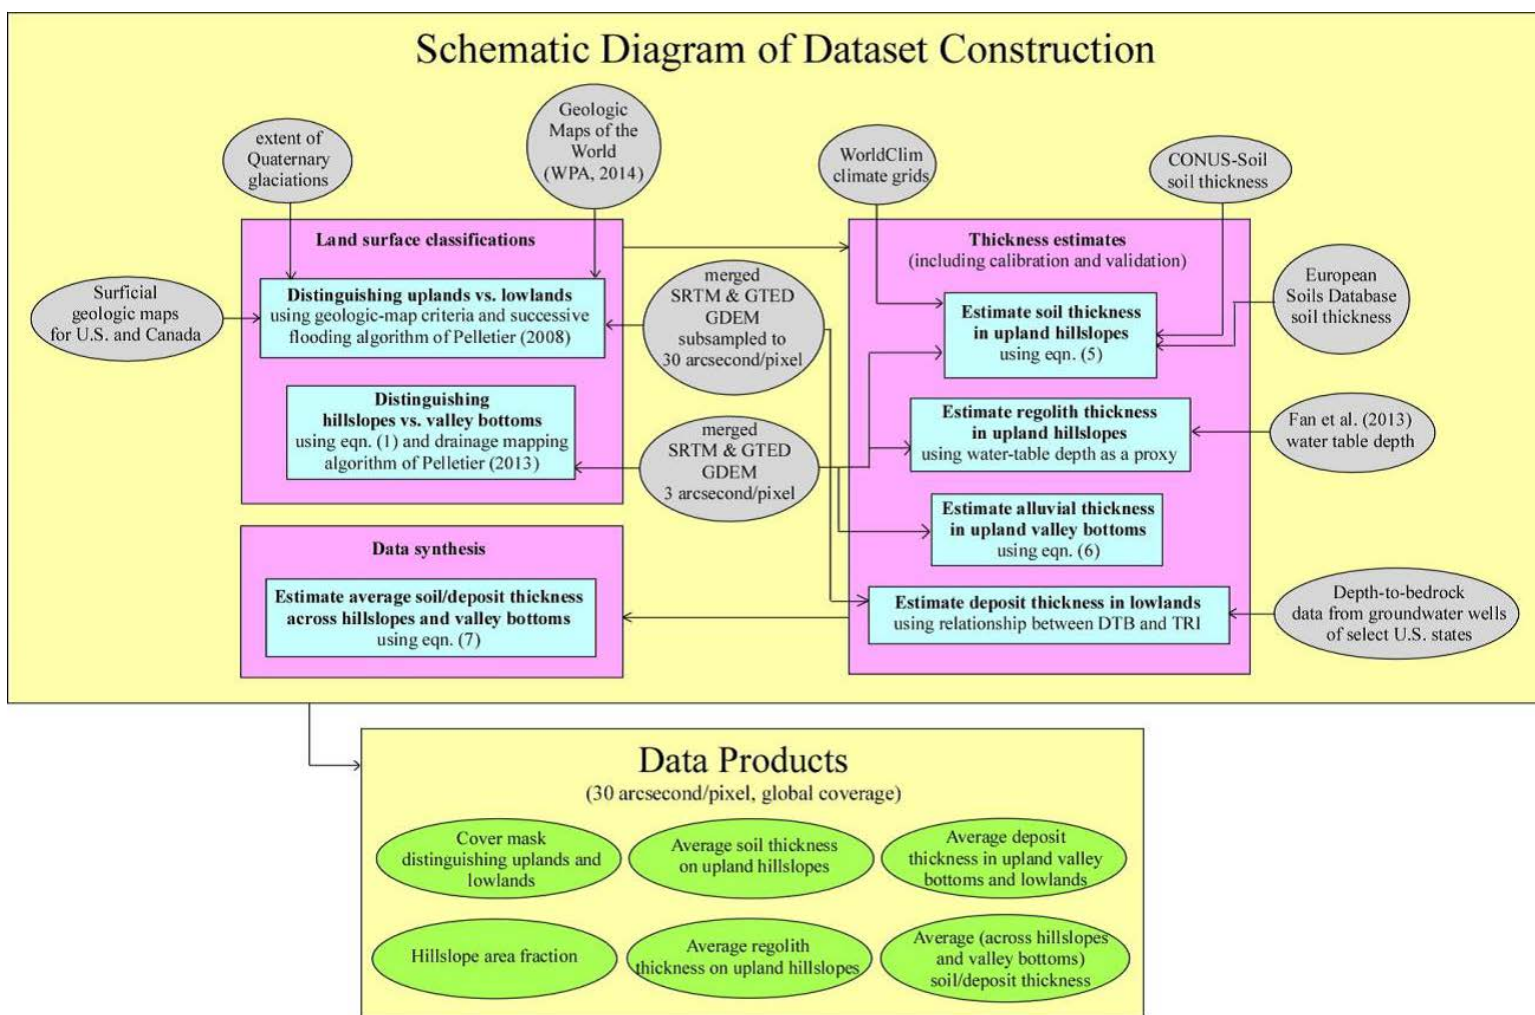 Schematic Diagram of Dataset Construction
extent of
Quaternary
glaciations
Geologic
Maps of the
World
(WPA, 2014)
WorldClim
climate grids
CONUS-Soil
soil thickness
Surficial
geologic maps
for U.S. and Canada
Land surface classifications
Distinguishing uplands vs. lowlands
using geologic-map criteria and successive
flooding algorithm of Pelletier (2008)
Distinguishing
hillslopes vs. valley bottoms
using eqn. (1) and drainage mapping
algorithm of Pelletier (2013)
merged
SRTM & GTED
GDEM
subsampled to
30 arcsecond/pixel
merged
SRTM & GTED
GDEM
3 arcsecond/pixel
Thickness estimates
(including calibration and validation)
Estimate soil thickness
in upland hillslopes
using eqn. (5)
Estimate regolith thickness
in upland hillslopes
using water-table depth as a proxy
Estimate alluvial thickness
in upland valley bottoms
using eqn. (6)
Estimate deposit thickness in lowlands
using relationship between DTB and TRI
European
Soils Database
soil thickness
Fan et al. (2013)
water table depth
Depth-to-bedrock
data from groundwater wells
of select U.S. states
Data synthesis
Estimate average soil/deposit thickness
across hillslopes and valley bottoms
using eqn. (7)
Data Products
(30 arcsecond/pixel, global coverage)
Cover mask
distinguishing uplands and
lowlands
Average soil thickness
on upland hillslopes
Average deposit
thickness in upland valley
bottoms and lowlands
Hillslope area fraction
Average regolith
thickness on upland hillslopes
Average (across hillslopes
and valley bottoms)
soil/deposit thickness